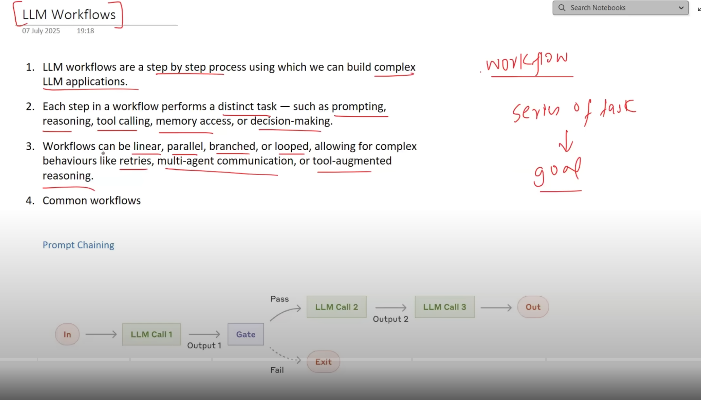 LLM Workflows
Search Notebooks
07 July 2025 19:18
1. LLM workflows are a step by step process using which we can build complex
LLM applications.
2. Each step in a workflow performs a distinct task — such as prompting,
reasoning, tool calling, memory access, or decision-making.
3. Workflows can be linear, parallel, branched, or looped, allowing for complex
behaviours like retries, multi-agent communication, or tool-augmented
reasoning.
4. Common workflows
workflow
series of task
goal
Prompt Chaining
In
LLM Call 1
Output 1
Gate
Pass
LLM Call 2
Output 2
LLM Call 3
Out
Fail
Exit